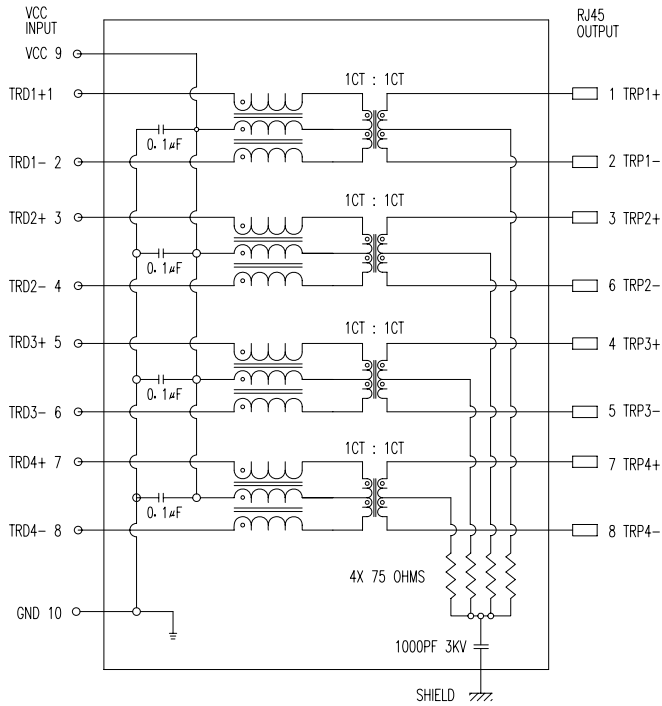 VCC
INPUT
RJ45
OUTPUT
VCC 9
TRD1+1
1CT : 1CT
1 TRP1+
0.1µF
TRD1- 2
2 TRP1-
TRD2+ 3
1CT : 1CT
3 TRP2+
0.1µF
TRD2- 4
6 TRP2-
TRD3+ 5
1CT : 1CT
4 TRP3+
0.1µF
TRD3- 6
5 TRP3-
TRD4+ 7
1CT : 1CT
7 TRP4+
0.1µF
TRD4- 8
8 TRP4-
4X 75 OHMS
GND 10
1000PF 3KV
SHIELD